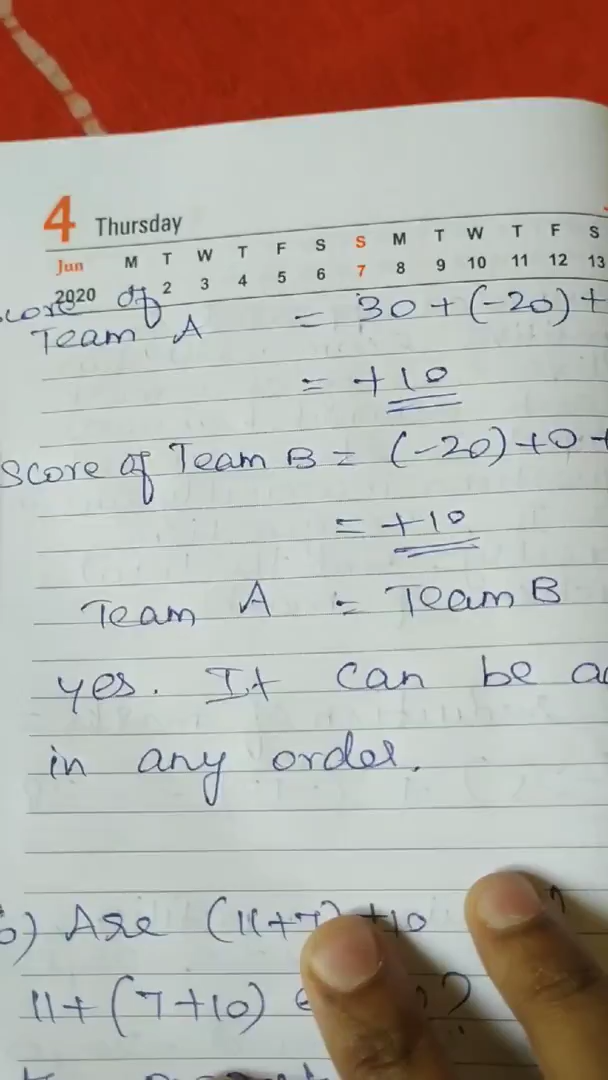 4 Thursday
Jun M T W T F S S M T W T F S
2020 2 3 4 5 6 7 8 9 10 11 12 13
of
Team A = 30 + (-20) +
= +10
Score of Team B = (-20) + 0 +
= +10
Team A = Team B
yes. It can be
in any order.
Are (11+7) +10
11 + (7+10) ?